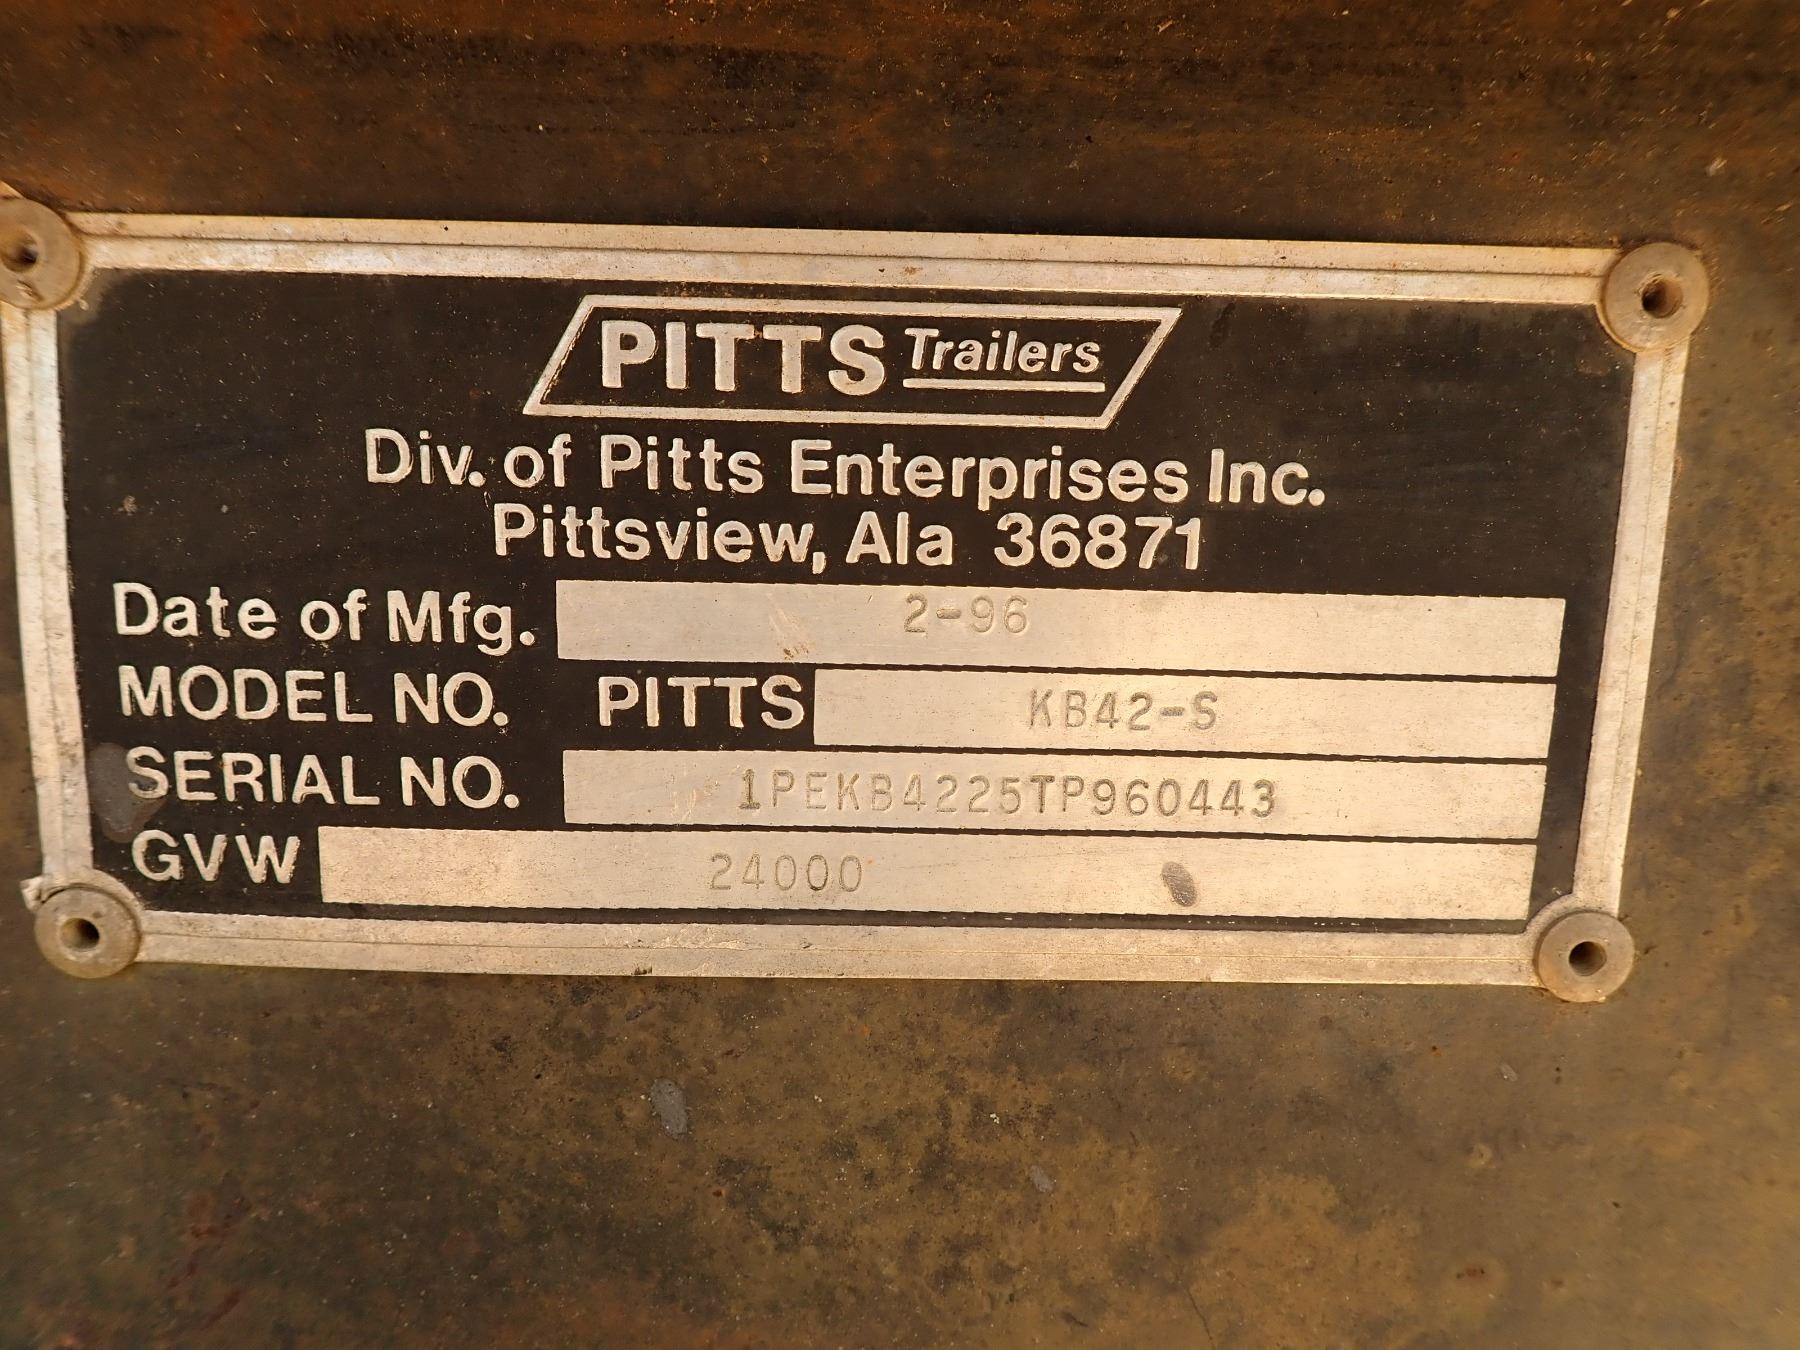 PITTS Trailers
Div. of Pitts Enterprises Inc.
Pittsview, Ala 36871
Date of Mfg. 2-96
MODEL NO. PITTS KB42-S
SERIAL NO. 1PEKB4225TP960443
GVW 24000